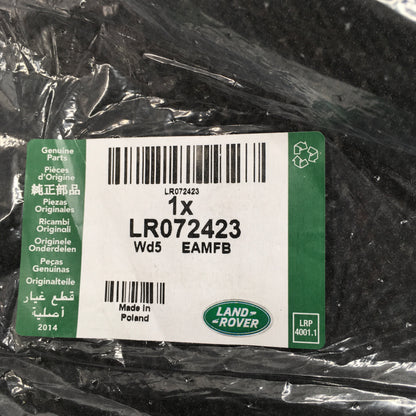 Genuine
Parts
Pièces
d'Origine
純正部品
Piezas
Originales
Ricambi
Originali
Originele
Onderdelen
Peças
Genuínas
Originalteile
قطع غيار
أصلية
2014
LR072423
1x
LR072423
Wd5 EAMFB
Made in
Poland
LAND
ROVER
LRP
4001.1